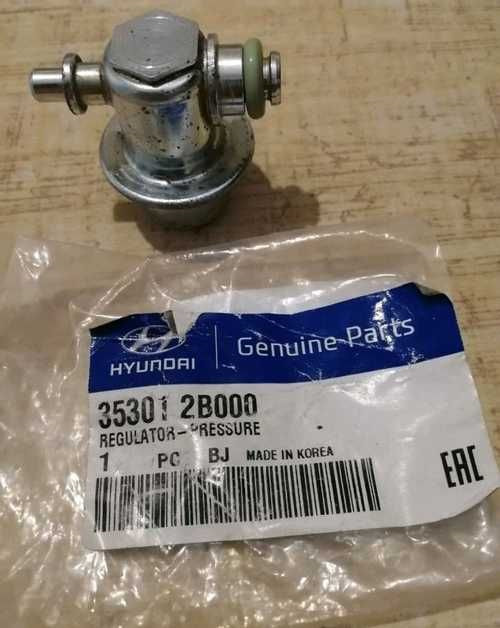 HYUNDAI
Genuine Parts
35301 2B000
REGULATOR-PRESSURE
1 PC BJ MADE IN KOREA
EAC